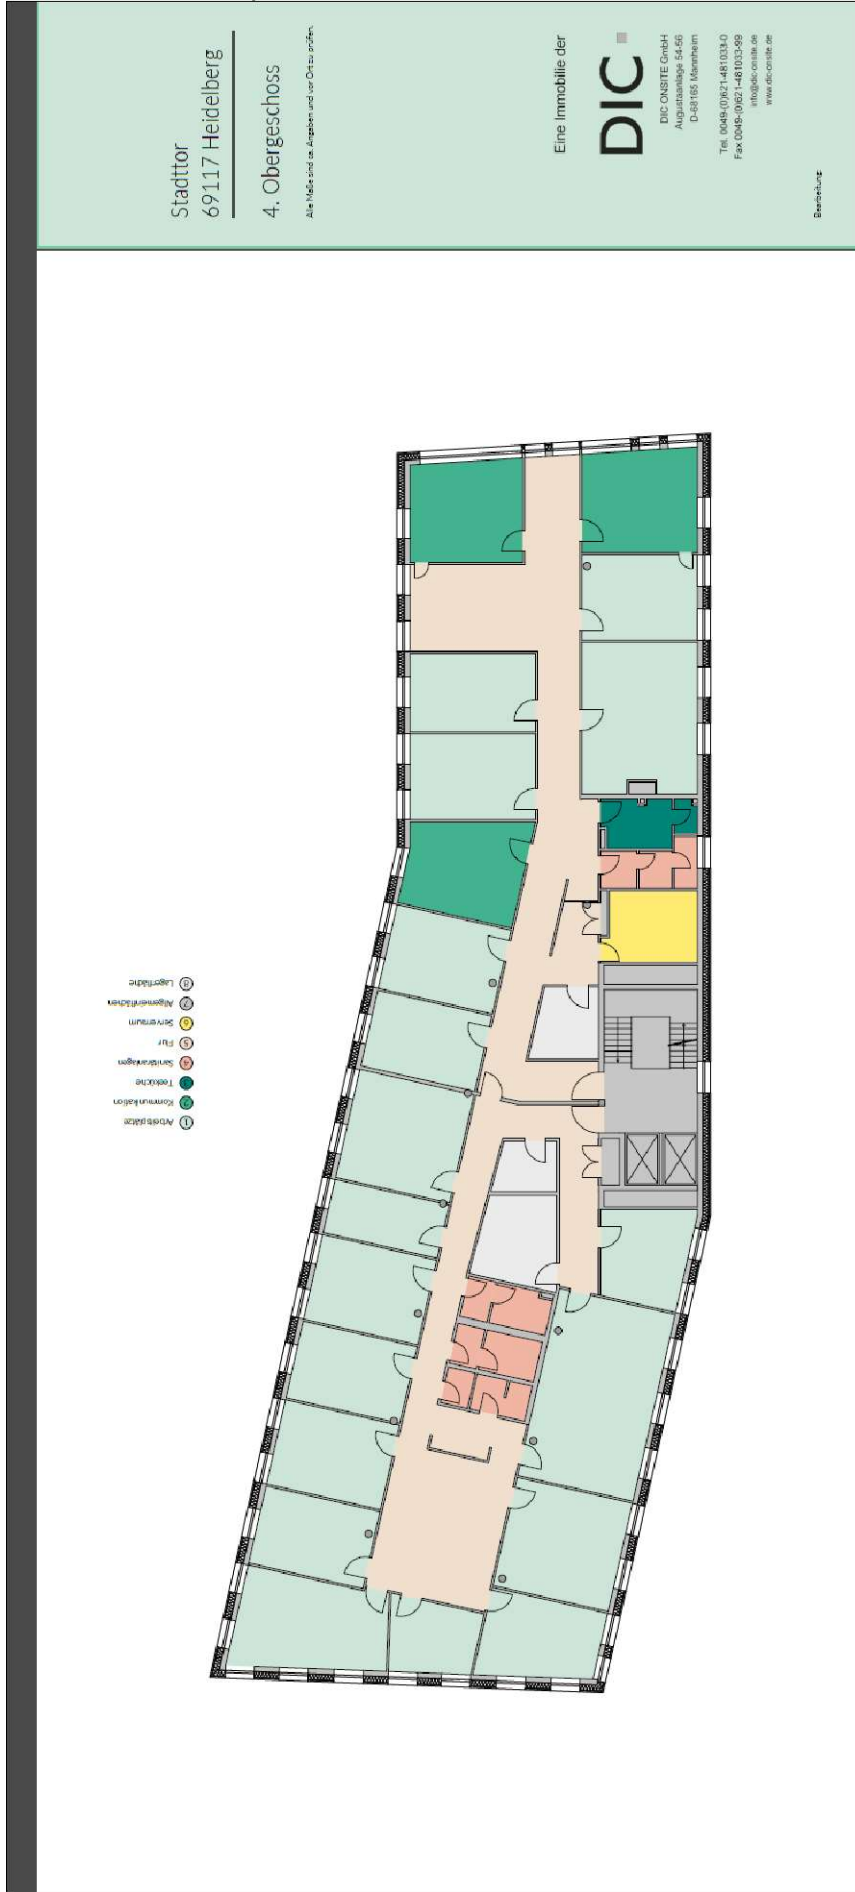 Stadttor
69117 Heidelberg
4. Obergeschoss
Alle Maße sind ca. Angaben und vor Ort zu prüfen.
Eine Immobilie der
DIC
DIC ONSITE GmbH
Augustaanlage 54-56
D-68165 Mannheim
Tel. 0049-(0)621-481033-0
Fax 0049-(0)621-481033-99
info@dic-onsite.de
www.dic-onsite.de
Bearbeitung:
1 Arbeitsplätze
2 Kommunikation
3 Teeküche
4 Sanitäranlagen
5 Flur
6 Serverraum
7 Allgemeinflächen
8 Lagerfläche